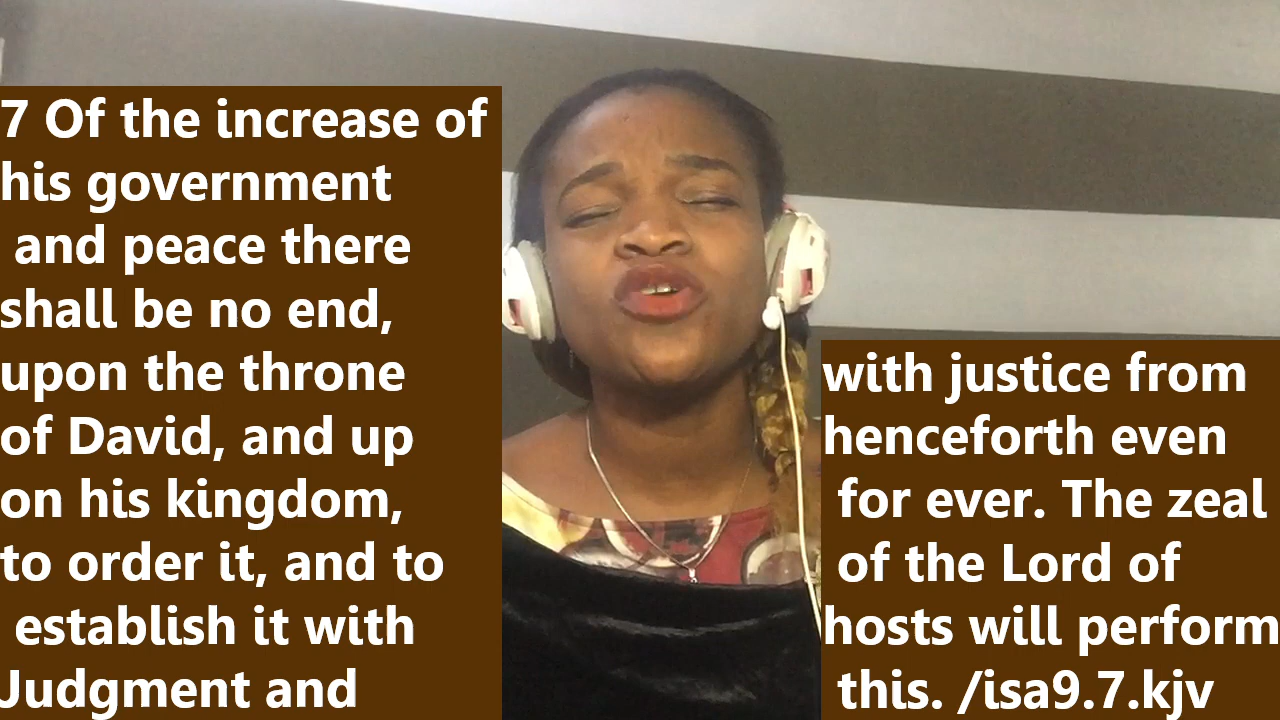 7 Of the increase of
his government
and peace there
shall be no end,
upon the throne
of David, and up
on his kingdom,
to order it, and to
establish it with
Judgment and
with justice from
henceforth even
for ever. The zeal
of the Lord of
hosts will perform
this. /isa9.7.kjv